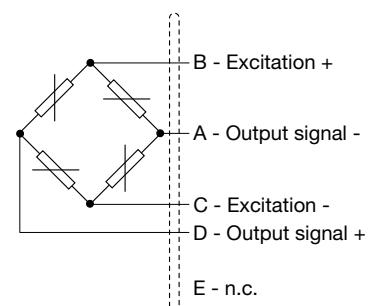 B - Excitation +
A - Output signal -
C - Excitation -
D - Output signal +
E - n.c.